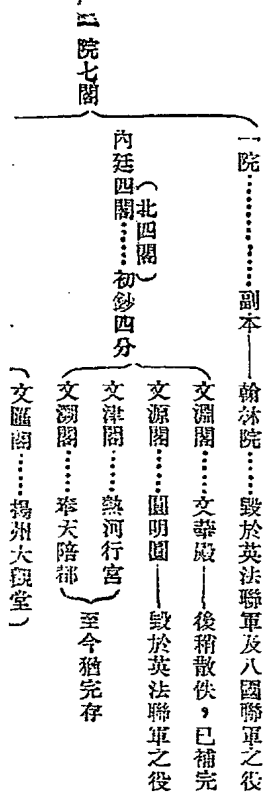 院七閣
一院…………副本——翰林院……毀於英法聯軍及八國聯軍之役
（北四閣）
內廷四閣……初鈔四分
文淵閣……文華殿——後稍散佚，已補完
文源閣……圓明園——毀於英法聯軍之役
文津閣……熱河行宮
文溯閣……奉天陪都
至今猶完存
文匯閣……揚州大觀堂